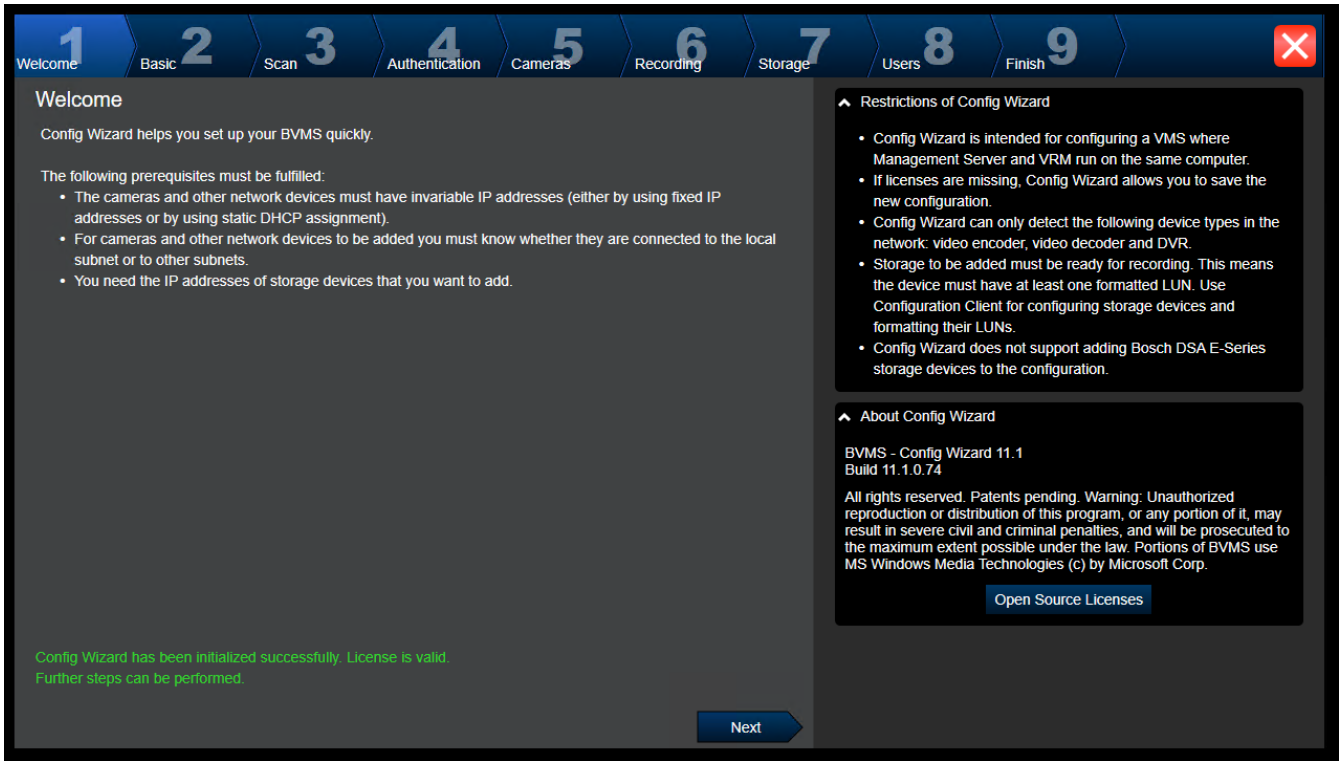 1 Welcome
2 Basic
3 Scan
4 Authentication
5 Cameras
6 Recording
7 Storage
8 Users
9 Finish
Welcome
Config Wizard helps you set up your BVMS quickly.
The following prerequisites must be fulfilled:
• The cameras and other network devices must have invariable IP addresses (either by using fixed IP
addresses or by using static DHCP assignment).
• For cameras and other network devices to be added you must know whether they are connected to the local
subnet or to other subnets.
• You need the IP addresses of storage devices that you want to add.
Config Wizard has been initialized successfully. License is valid.
Further steps can be performed.
Next
Restrictions of Config Wizard
• Config Wizard is intended for configuring a VMS where
Management Server and VRM run on the same computer.
• If licenses are missing, Config Wizard allows you to save the
new configuration.
• Config Wizard can only detect the following device types in the
network: video encoder, video decoder and DVR.
• Storage to be added must be ready for recording. This means
the device must have at least one formatted LUN. Use
Configuration Client for configuring storage devices and
formatting their LUNs.
• Config Wizard does not support adding Bosch DSA E-Series
storage devices to the configuration.
About Config Wizard
BVMS - Config Wizard 11.1
Build 11.1.0.74
All rights reserved. Patents pending. Warning: Unauthorized
reproduction or distribution of this program, or any portion of it, may
result in severe civil and criminal penalties, and will be prosecuted to
the maximum extent possible under the law. Portions of BVMS use
MS Windows Media Technologies (c) by Microsoft Corp.
Open Source Licenses